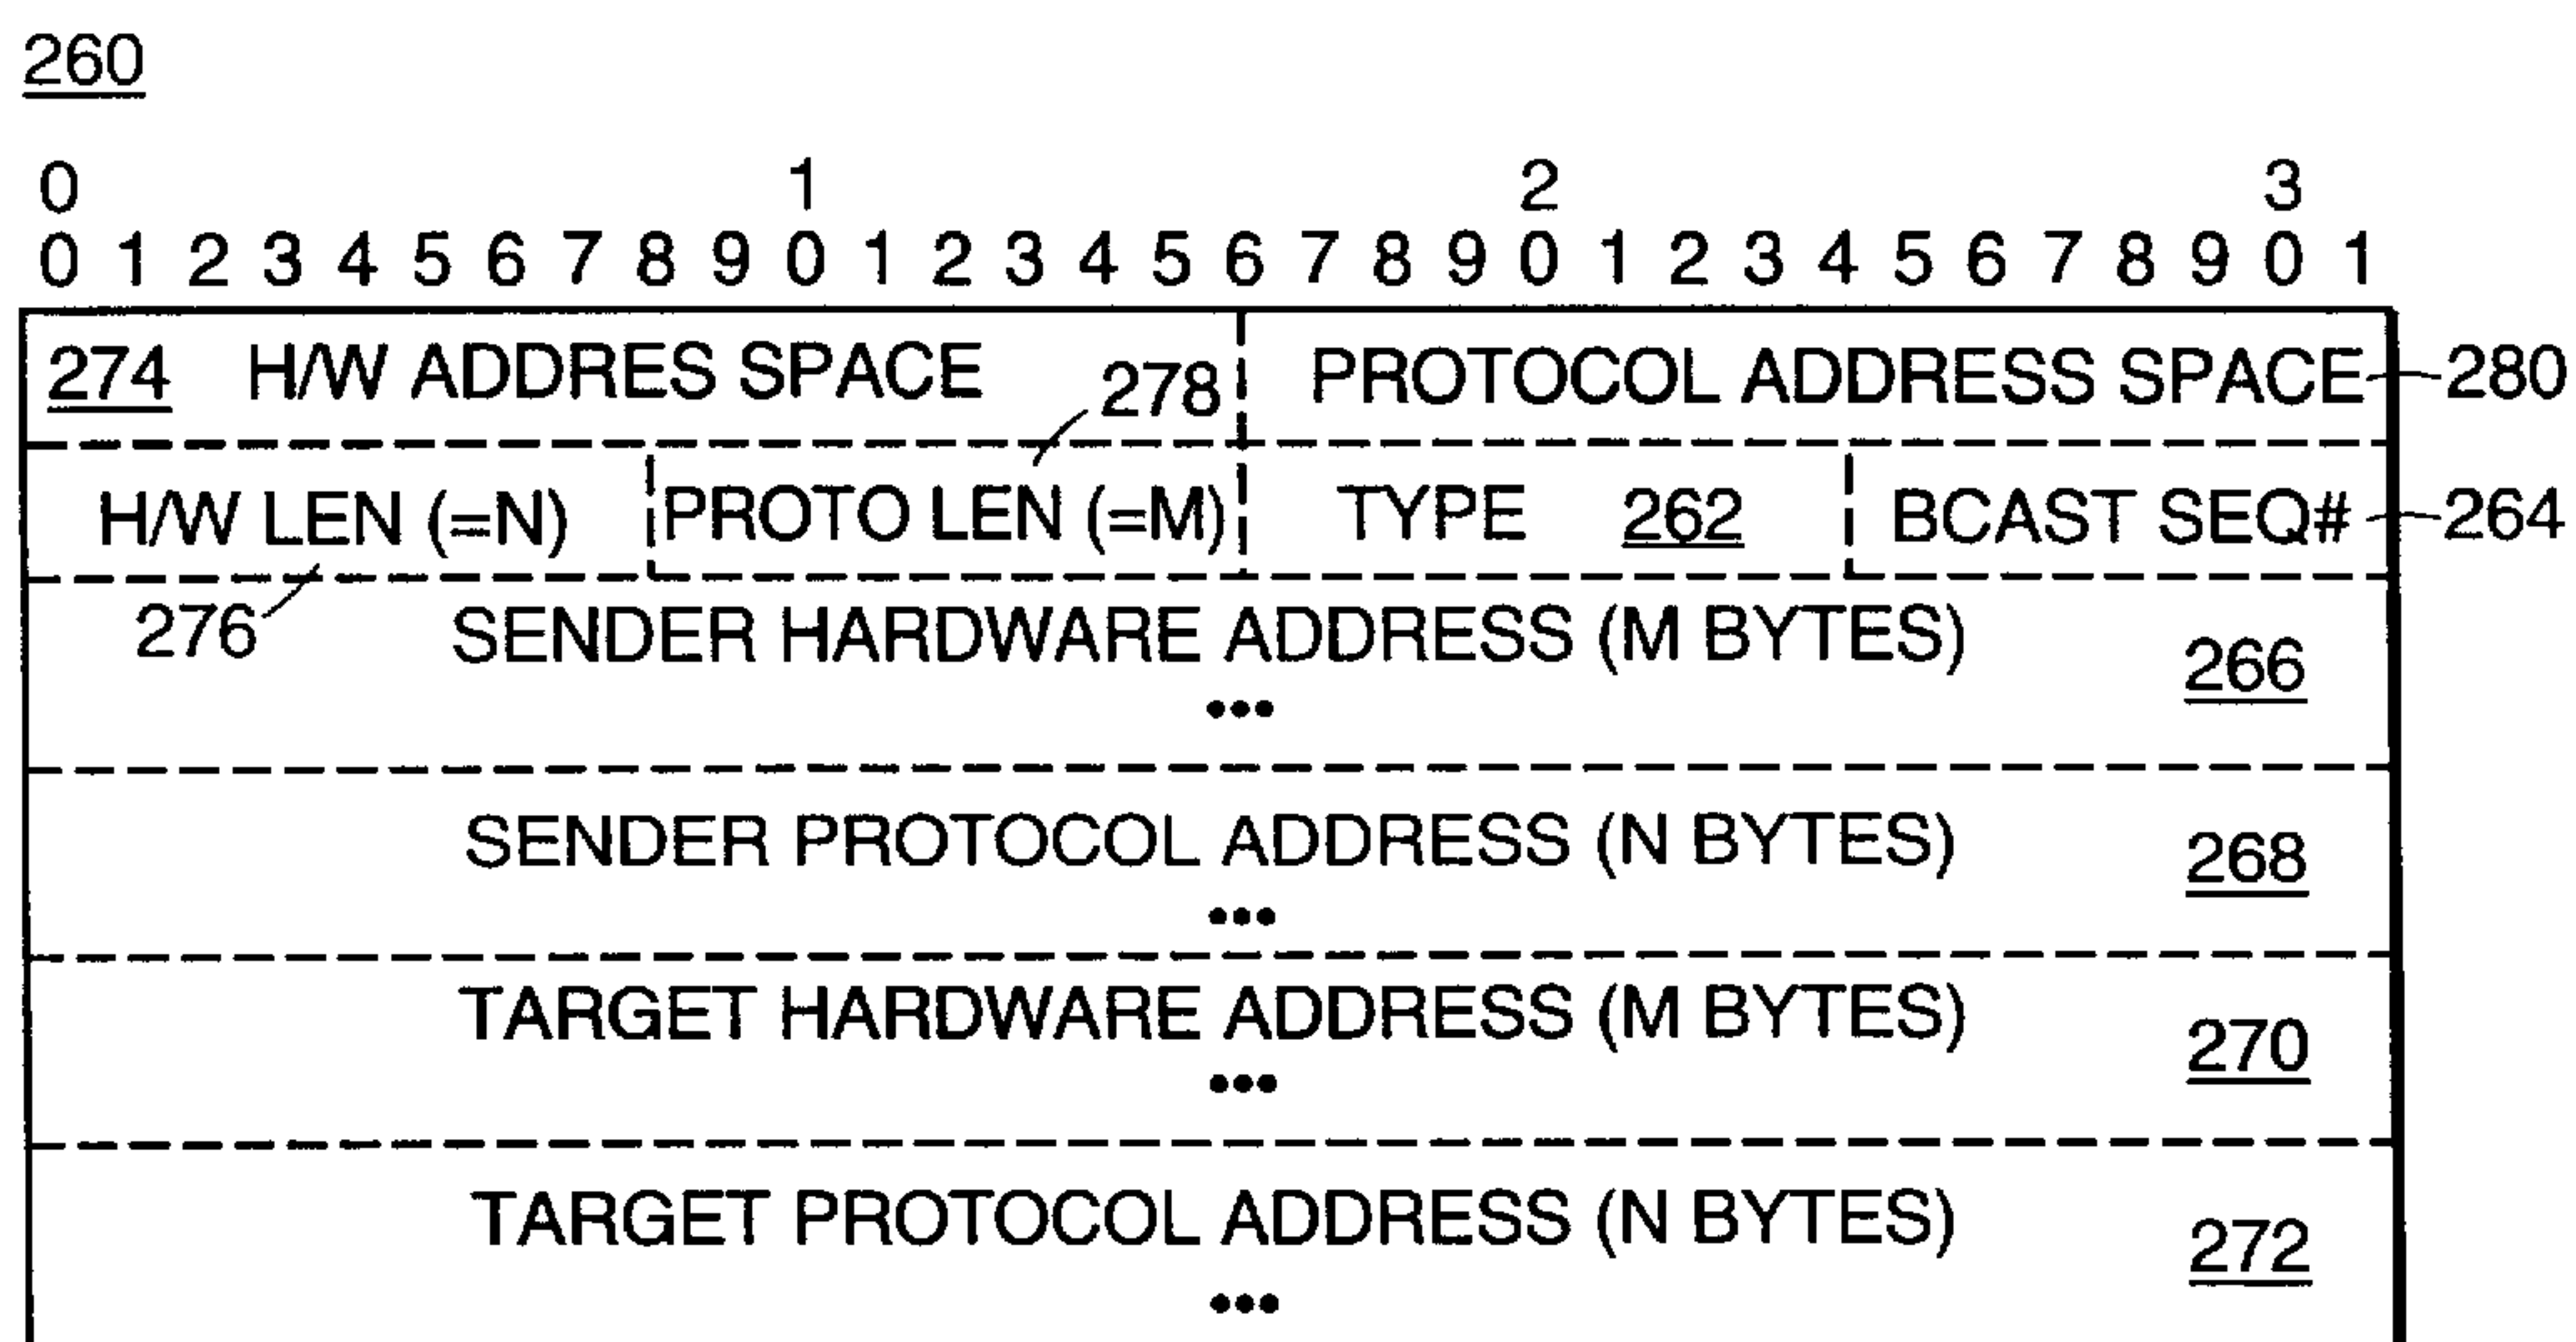 260
0 1 2 3
0 1 2 3 4 5 6 7 8 9 0 1 2 3 4 5 6 7 8 9 0 1 2 3 4 5 6 7 8 9 0 1
274 H/W ADDRES SPACE 278 PROTOCOL ADDRESS SPACE 280
H/W LEN (=N) PROTO LEN (=M) TYPE 262 BCAST SEQ# 264
276 SENDER HARDWARE ADDRESS (M BYTES) 266
•••
SENDER PROTOCOL ADDRESS (N BYTES) 268
•••
TARGET HARDWARE ADDRESS (M BYTES) 270
•••
TARGET PROTOCOL ADDRESS (N BYTES) 272
•••